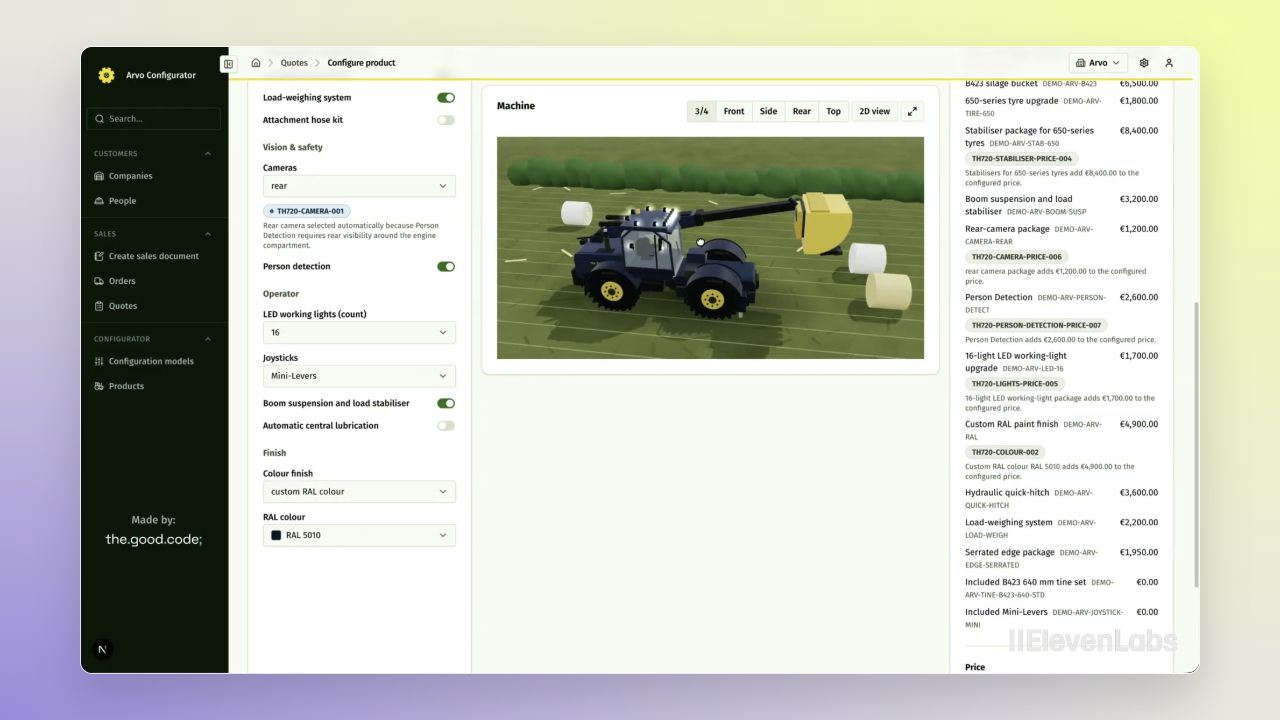 Arvo Configurator
Search...
CUSTOMERS
Companies
People
SALES
Create sales document
Orders
Quotes
CONFIGURATOR
Configuration models
Products
Made by:
the.good.code;
N
Quotes
Configure product
Arvo
Load-weighing system
Attachment hose kit
Vision & safety
Cameras
rear
TH720-CAMERA-001
Rear camera selected automatically because Person
Detection requires rear visibility around the engine
compartment.
Person detection
Operator
LED working lights (count)
16
Joysticks
Mini-Levers
Boom suspension and load stabiliser
Automatic central lubrication
Finish
Colour finish
custom RAL colour
RAL colour
RAL 5010
Machine
3/4 Front Side Rear Top 2D view
B423 silage bucket DEMO-ARV-B423 €6,500.00
650-series tyre upgrade DEMO-ARV- €1,800.00
TIRE-650
Stabiliser package for 650-series €8,400.00
tyres DEMO-ARV-STAB-650
TH720-STABILISER-PRICE-004
Stabilisers for 650-series tyres add €8,400.00 to the
configured price.
Boom suspension and load €3,200.00
stabiliser DEMO-ARV-BOOM-SUSP
Rear-camera package DEMO-ARV- €1,200.00
CAMERA-REAR
TH720-CAMERA-PRICE-006
rear camera package adds €1,200.00 to the configured
price.
Person Detection DEMO-ARV-PERSON- €2,600.00
DETECT
TH720-PERSON-DETECTION-PRICE-007
Person Detection adds €2,600.00 to the configured price.
16-light LED working-light €1,700.00
upgrade DEMO-ARV-LED-16
TH720-LIGHTS-PRICE-005
16-light LED working-light package adds €1,700.00 to the
configured price.
Custom RAL paint finish DEMO-ARV- €4,900.00
RAL
TH720-COLOUR-002
Custom RAL colour RAL 5010 adds €4,900.00 to the
configured price.
Hydraulic quick-hitch DEMO-ARV- €3,600.00
QUICK-HITCH
Load-weighing system DEMO-ARV- €2,200.00
LOAD-WEIGH
Serrated edge package DEMO-ARV- €1,950.00
EDGE-SERRATED
Included B423 640 mm tine set DEMO- €0.00
ARV-TINE-B423-640-STD
Included Mini-Levers DEMO-ARV-JOYSTICK- €0.00
MINI
IIElevenLabs
Price